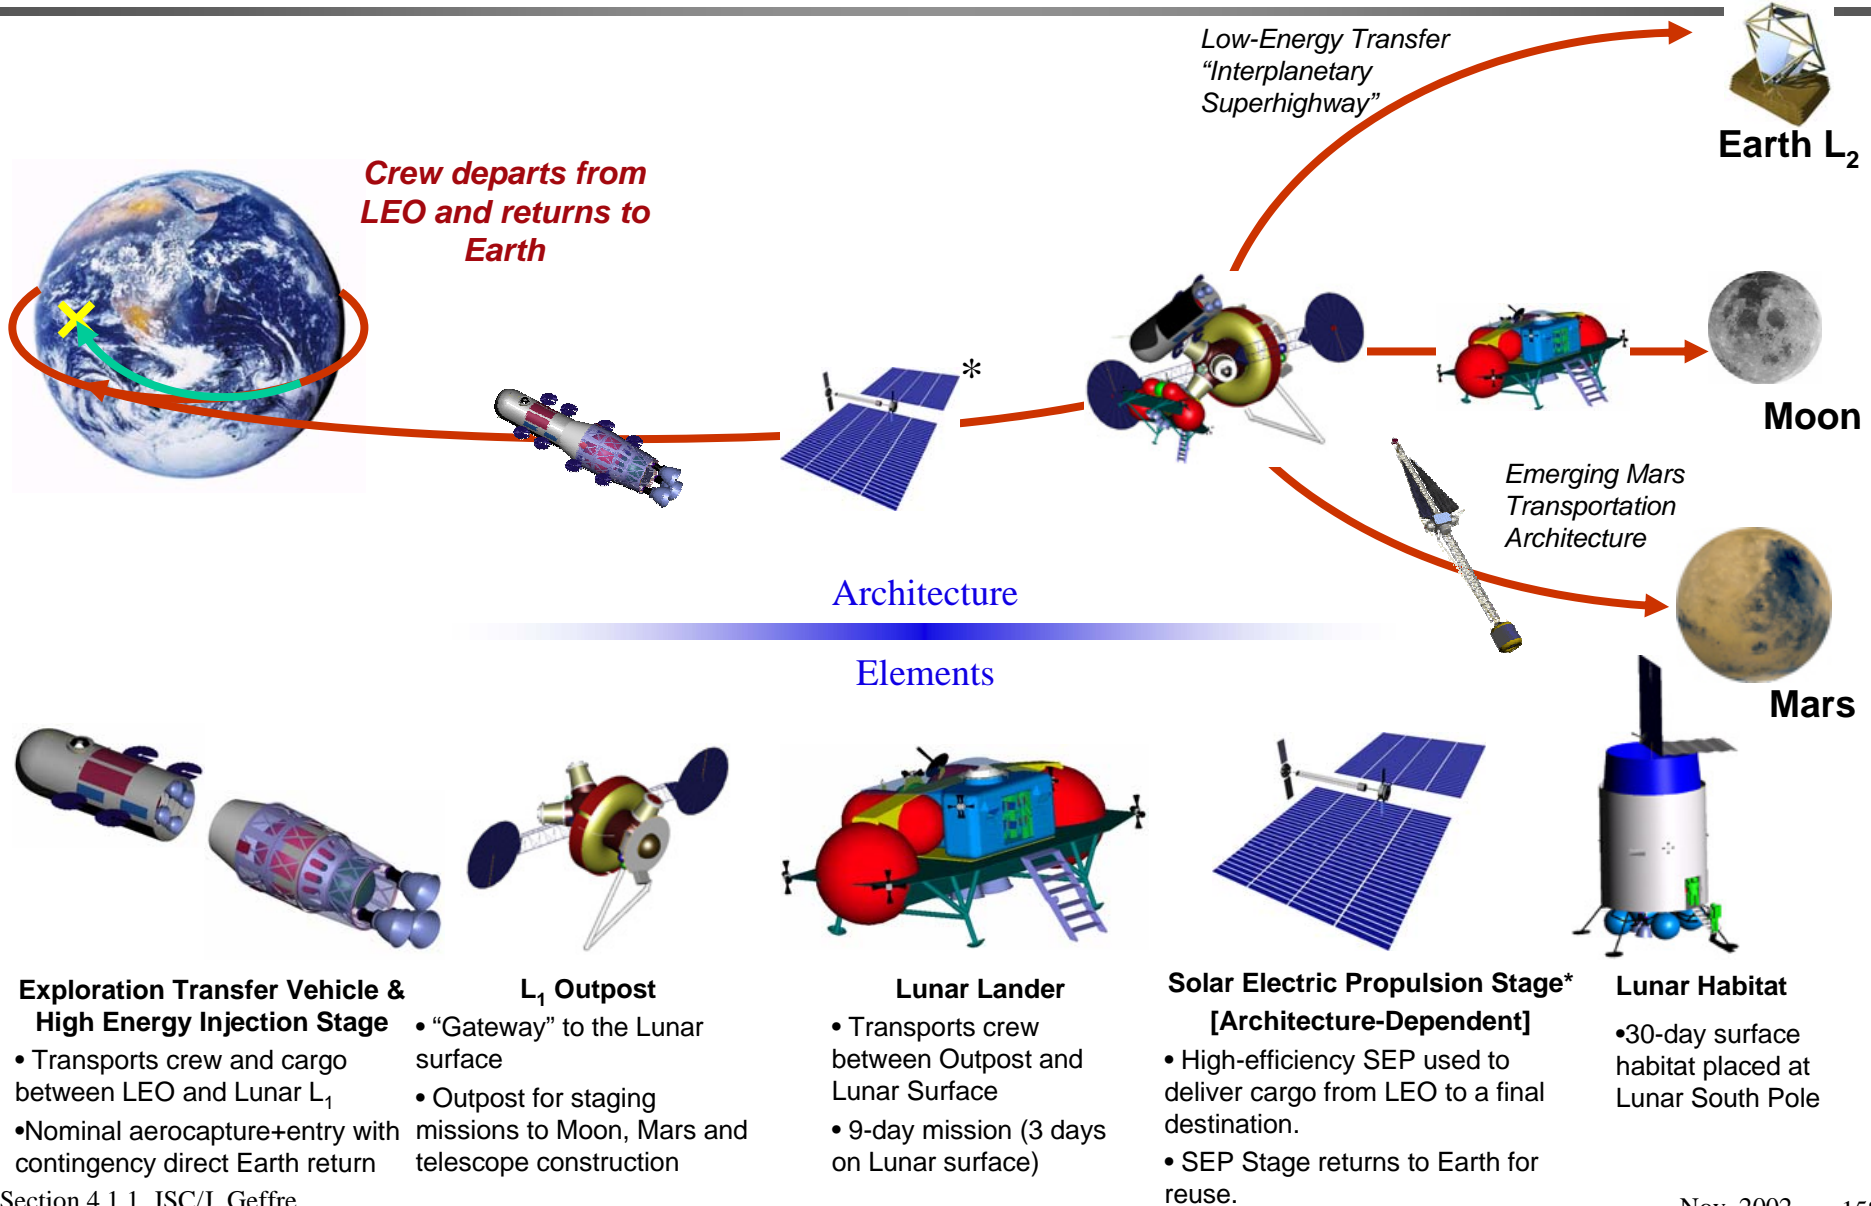 Low-Energy Transfer
“Interplanetary
Superhighway”
Earth L2
Crew departs from
LEO and returns to
Earth
*
Moon
Emerging Mars
Transportation
Architecture
Mars
Architecture
Elements
Exploration Transfer Vehicle &
High Energy Injection Stage
• Transports crew and cargo
between LEO and Lunar L1
•Nominal aerocapture+entry with
contingency direct Earth return
L1 Outpost
• “Gateway” to the Lunar
surface
• Outpost for staging
missions to Moon, Mars and
telescope construction
Lunar Lander
• Transports crew
between Outpost and
Lunar Surface
• 9-day mission (3 days
on Lunar surface)
Solar Electric Propulsion Stage*
[Architecture-Dependent]
• High-efficiency SEP used to
deliver cargo from LEO to a final
destination.
• SEP Stage returns to Earth for
reuse.
Lunar Habitat
•30-day surface
habitat placed at
Lunar South Pole
Section 4.1.1 JSC/J. Geffre
Nov. 2002